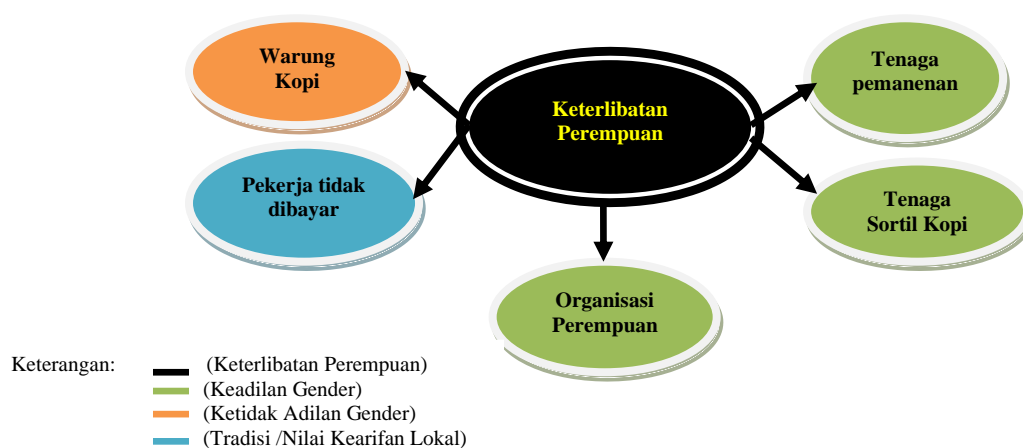 Warung
Kopi
Keterlibatan
Perempuan
Tenaga
pemanenan
Pekerja tidak
dibayar
Tenaga
Sortil Kopi
Organisasi
Perempuan
Keterangan:
(Keterlibatan Perempuan)
(Keadilan Gender)
(Ketidak Adilan Gender)
(Tradisi /Nilai Kearifan Lokal)